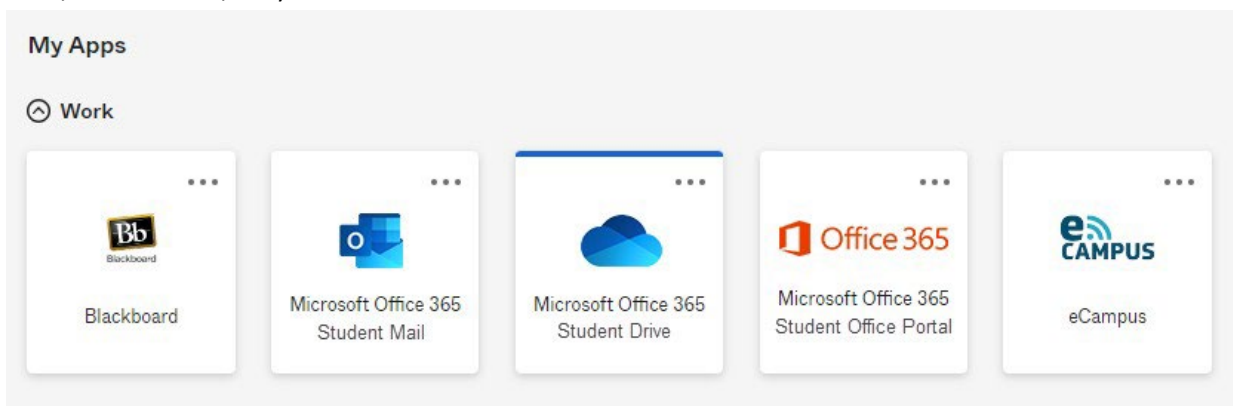 My Apps
Work
Bb
Blackboard
Blackboard
O
Microsoft Office 365
Student Mail
Microsoft Office 365
Student Drive
Office 365
Microsoft Office 365
Student Office Portal
e
CAMPUS
eCampus